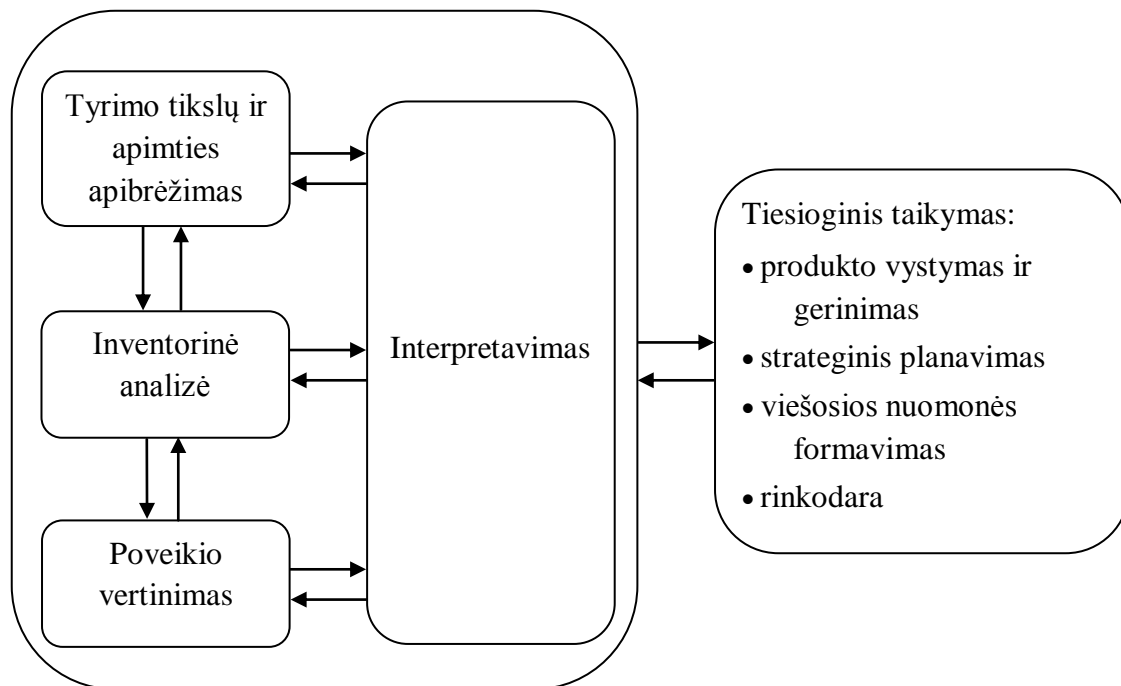 Tyrimo tikslų ir
apimties
apibrėžimas
Inventorinė
analizė
Poveikio
vertinimas
Interpretavimas
Tiesioginis taikymas:
• produkto vystymas ir
gerinimas
• strateginis planavimas
• viešosios nuomonės
formavimas
• rinkodara